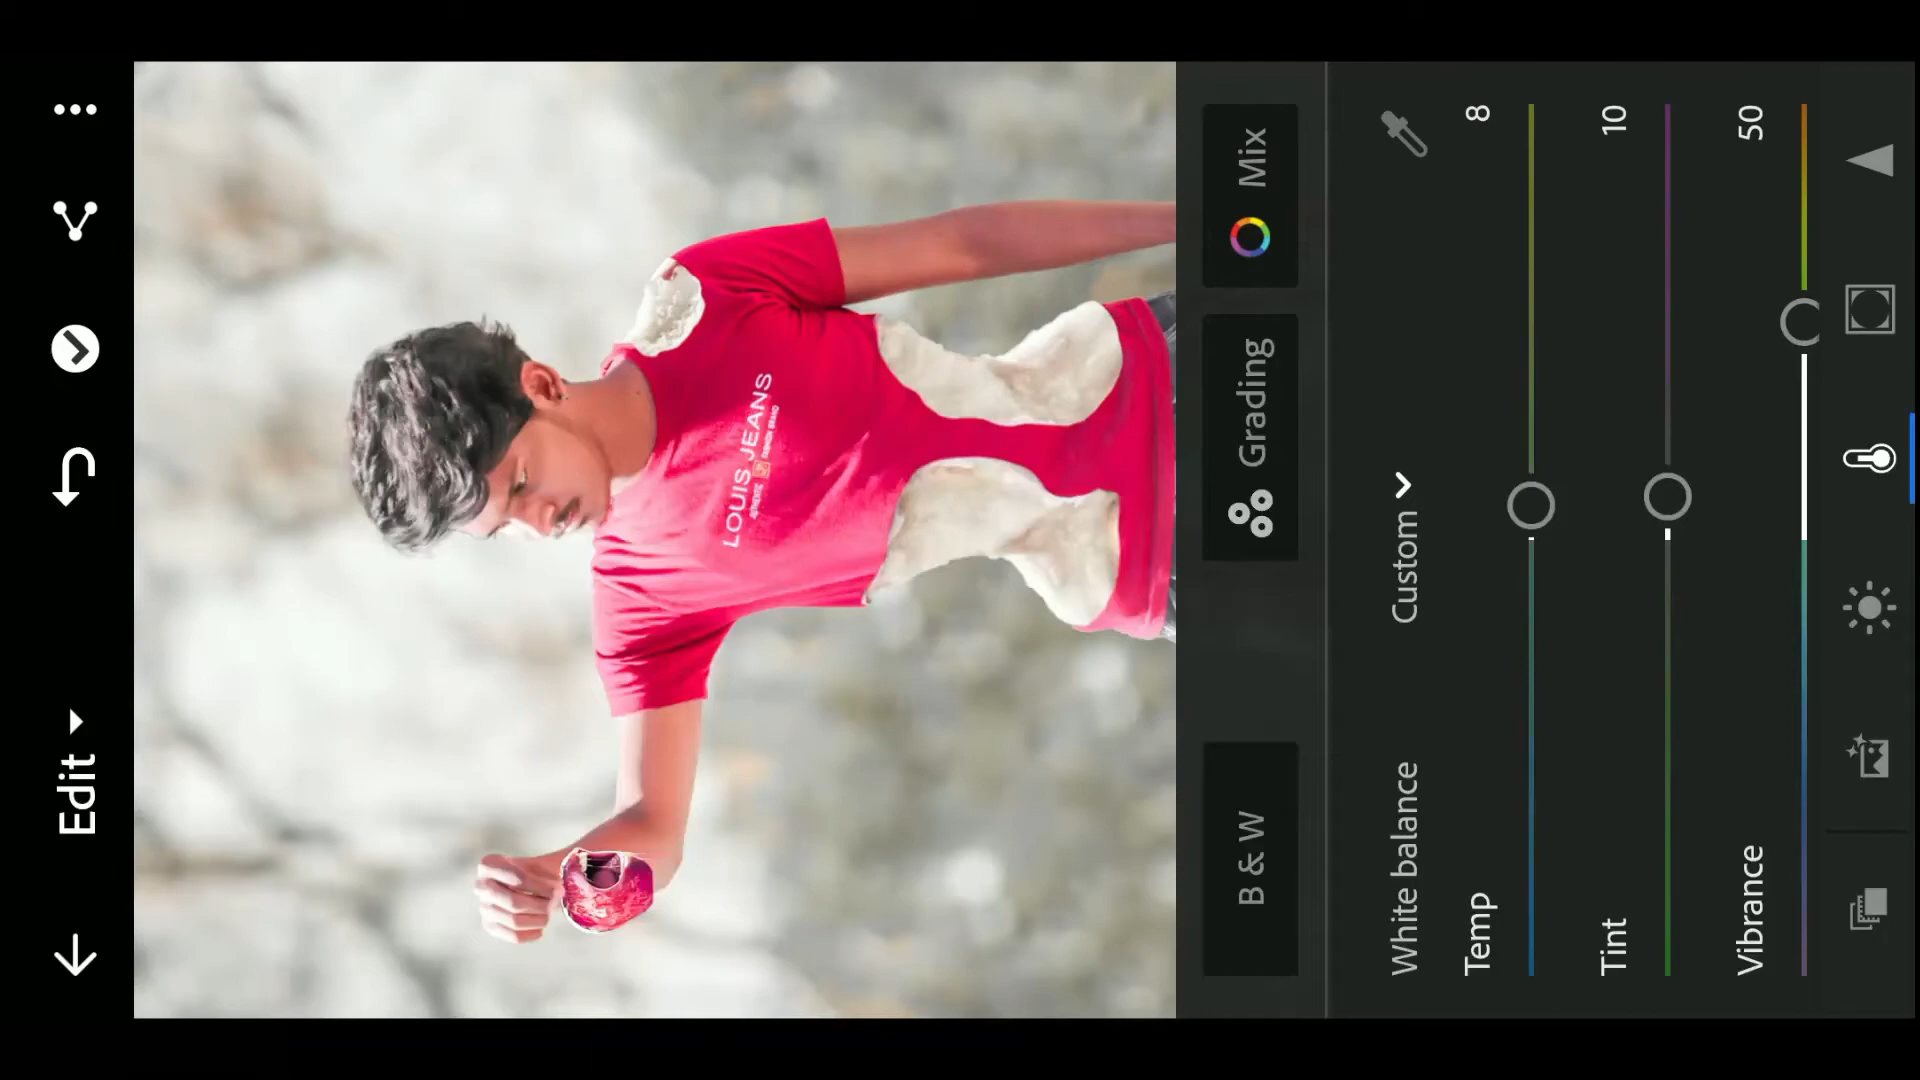 Edit
LOUIS JEANS
B & W
Grading
Mix
White balance
Custom
Temp
8
Tint
10
Vibrance
50